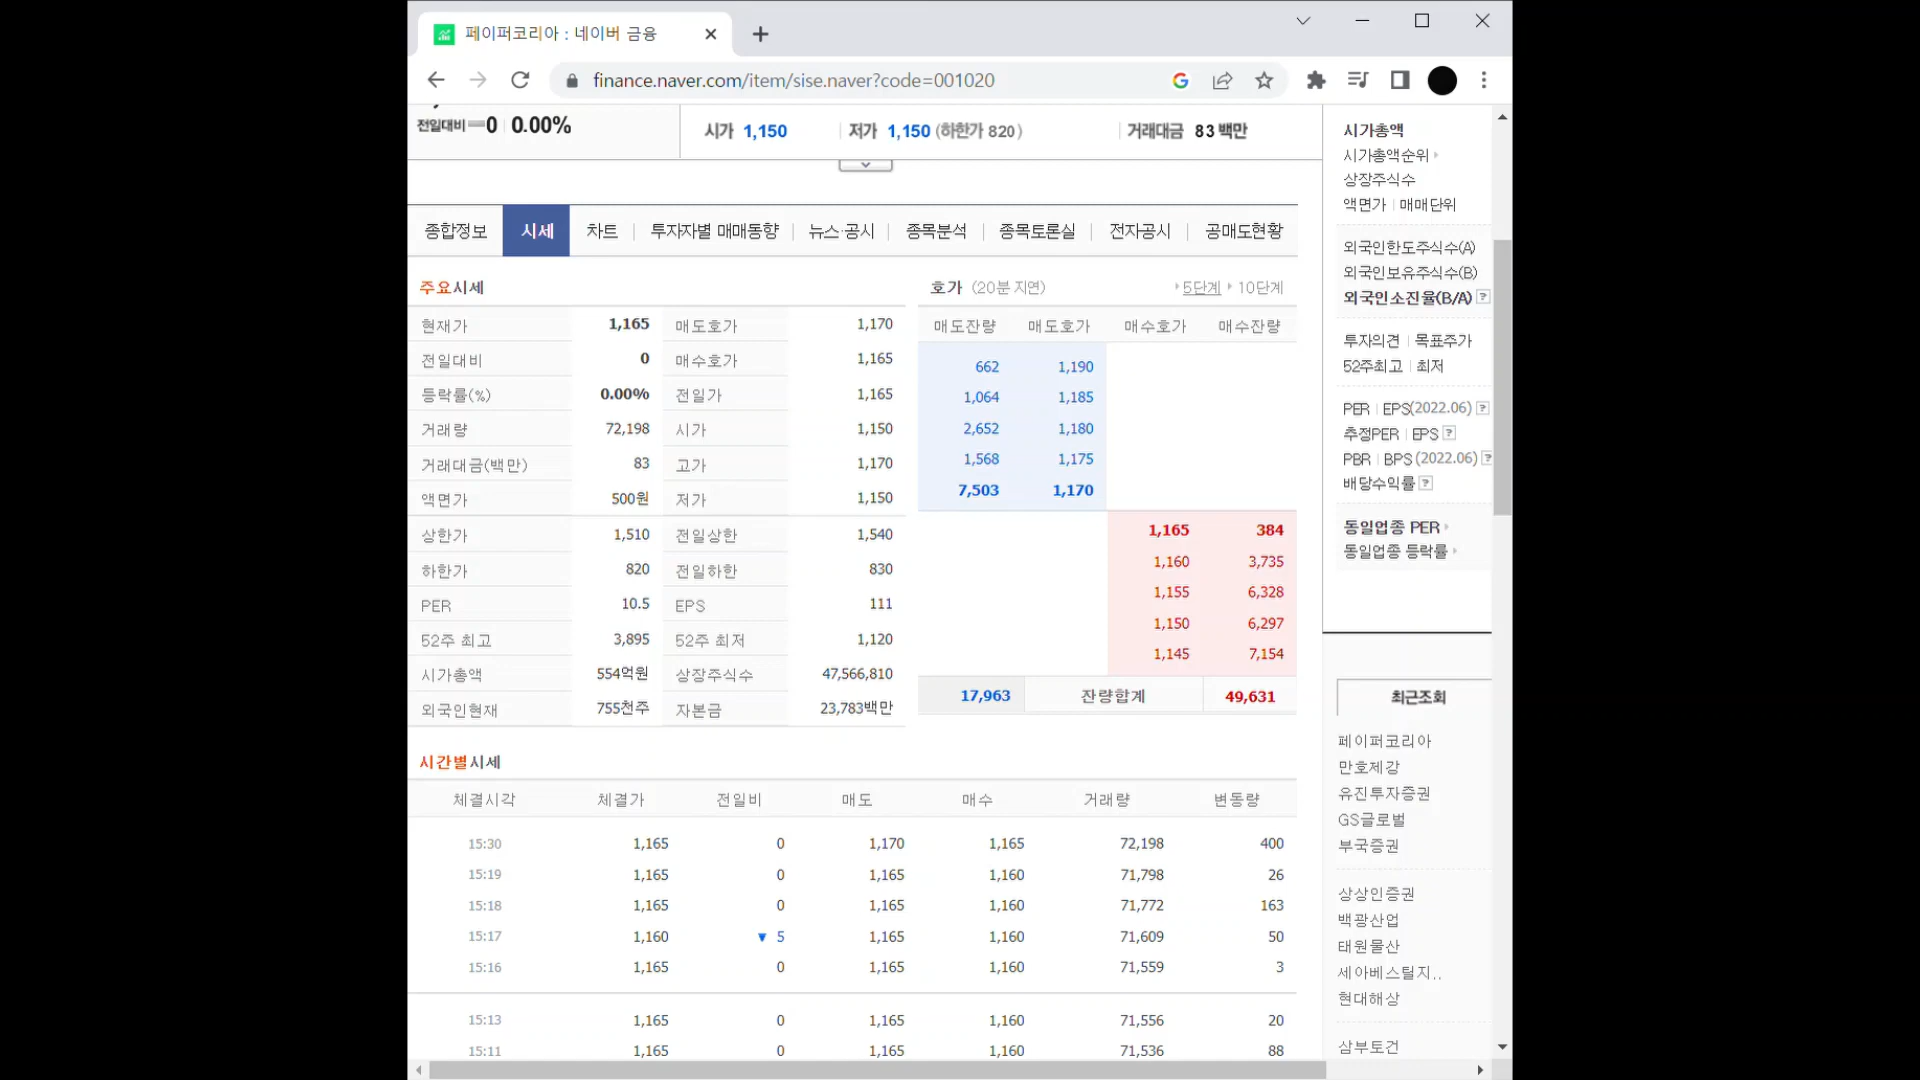 페이퍼코리아 : 네이버 금융
finance.naver.com/item/sise.naver?code=001020
전일대비 0 0.00%
시가 1,150 저가 1,150 (하한가 820) 거래대금 83 백만
종합정보 시세 차트 투자자별 매매동향 뉴스·공시 종목분석 종목토론실 전자공시 공매도현황
주요시세
현재가 1,165 매도호가 1,170
전일대비 0 매수호가 1,165
등락률(%) 0.00% 전일가 1,165
거래량 72,198 시가 1,150
거래대금(백만) 83 고가 1,170
액면가 500원 저가 1,150
상한가 1,510 전일상한 1,540
하한가 820 전일하한 830
PER 10.5 EPS 111
52주 최고 3,895 52주 최저 1,120
시가총액 554억원 상장주식수 47,566,810
외국인현재 755천주 자본금 23,783백만
호가 (20분 지연) 5단계 10단계
매도잔량 매도호가 매수호가 매수잔량
662 1,190
1,064 1,185
2,652 1,180
1,568 1,175
7,503 1,170
1,165 384
1,160 3,735
1,155 6,328
1,150 6,297
1,145 7,154
17,963 잔량합계 49,631
시간별시세
체결시각 체결가 전일비 매도 매수 거래량 변동량
15:30 1,165 0 1,170 1,165 72,198 400
15:19 1,165 0 1,165 1,160 71,798 26
15:18 1,165 0 1,165 1,160 71,772 163
15:17 1,160 ▼ 5 1,165 1,160 71,609 50
15:16 1,165 0 1,165 1,160 71,559 3
15:13 1,165 0 1,165 1,160 71,556 20
15:11 1,165 0 1,165 1,160 71,536 88
시가총액
시가총액순위
상장주식수
액면가 | 매매단위
외국인한도주식수(A)
외국인보유주식수(B)
외국인소진율(B/A) ?
투자의견 | 목표주가
52주최고 | 최저
PER | EPS(2022.06) ?
추정PER | EPS ?
PBR | BPS (2022.06) ?
배당수익률 ?
동일업종 PER
동일업종 등락률
최근조회
페이퍼코리아
만호제강
유진투자증권
GS글로벌
부국증권
상상인증권
백광산업
태원물산
세아베스틸지..
현대해상
삼부토건